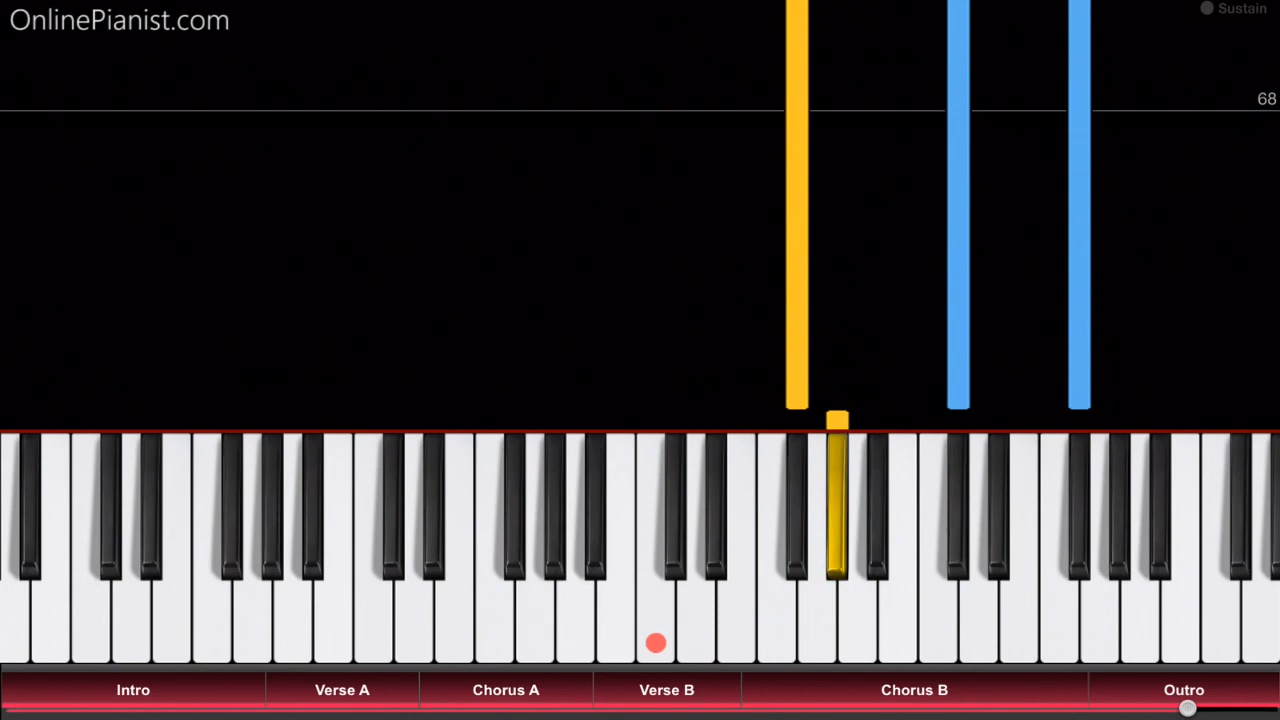 OnlinePianist.com
Sustain
68
Intro
Verse A
Chorus A
Verse B
Chorus B
Outro